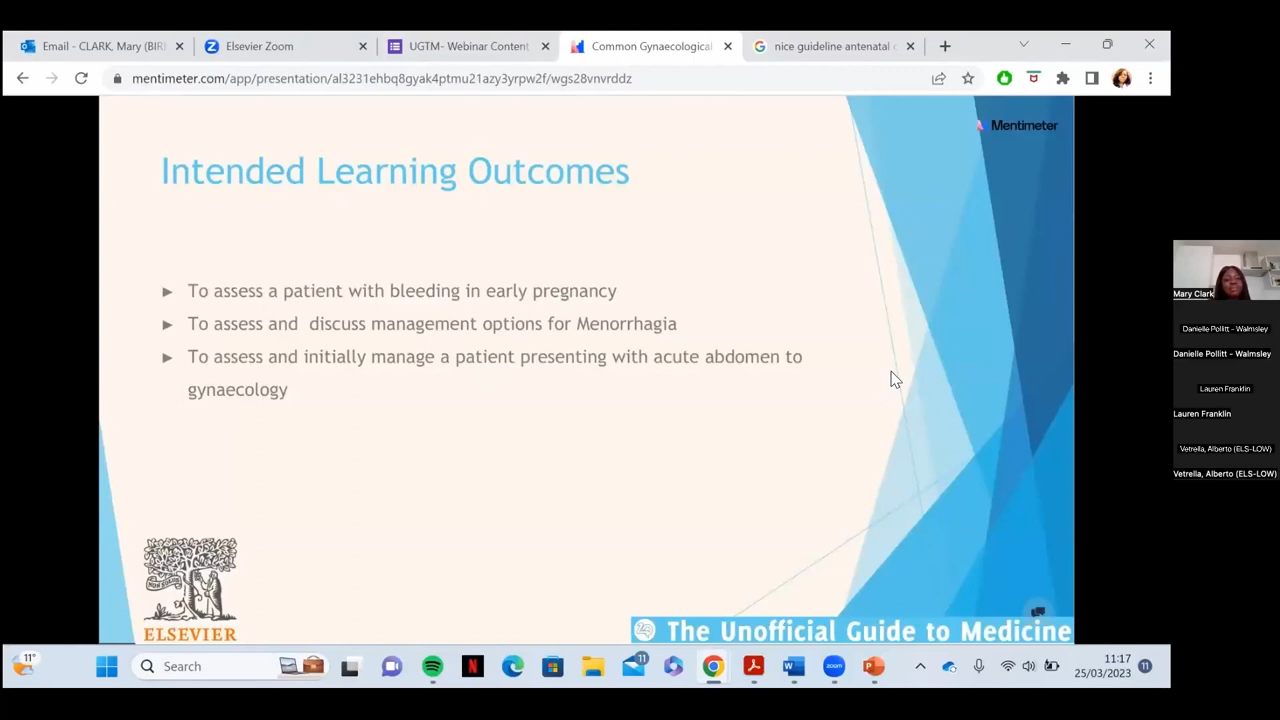 Email - CLARK, Mary (BIRI
Elsevier Zoom
UGTM- Webinar Content
Common Gynaecological
nice guideline antenatal c
mentimeter.com/app/presentation/al3231ehbq8gyak4ptmu21azy3yrpw2f/wgs28vnvrddz
Mentimeter
Intended Learning Outcomes
To assess a patient with bleeding in early pregnancy
To assess and discuss management options for Menorrhagia
To assess and initially manage a patient presenting with acute abdomen to
gynaecology
ELSEVIER
The Unofficial Guide to Medicine
Mary Clark
Danielle Pollitt - Walmsley
Danielle Pollitt - Walmsley
Lauren Franklin
Lauren Franklin
Vetrella, Alberto (ELS-LOW)
Vetrella, Alberto (ELS-LOW)
11°
Search
11
zoom
11:17
25/03/2023
11